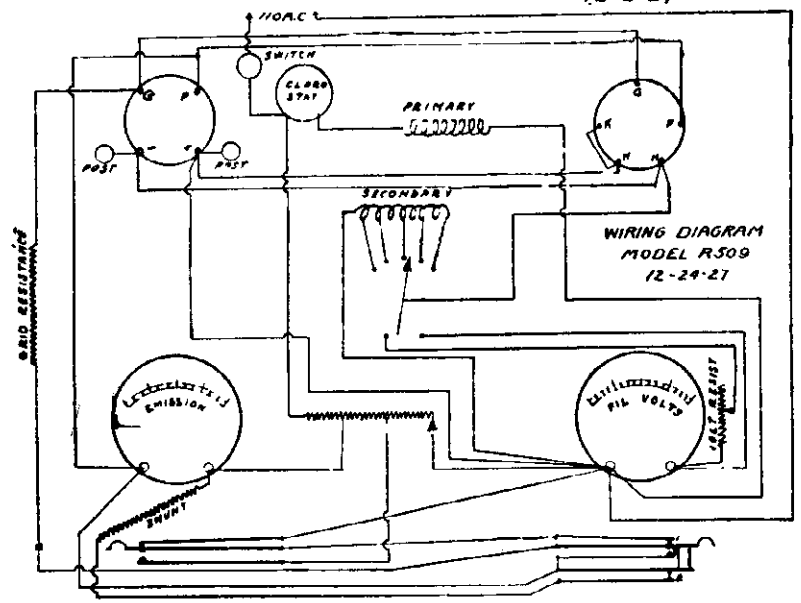 110 A.C.
SWITCH
CLARO
STAT
PRIMARY
G
P
G
K
P
-
+
H
H
POST
POST
SECONDARY
WIRING DIAGRAM
MODEL R509
12-24-27
GRID RESISTANCE
EMISSION
FIL VOLTS
VOLT RESIST
SHUNT